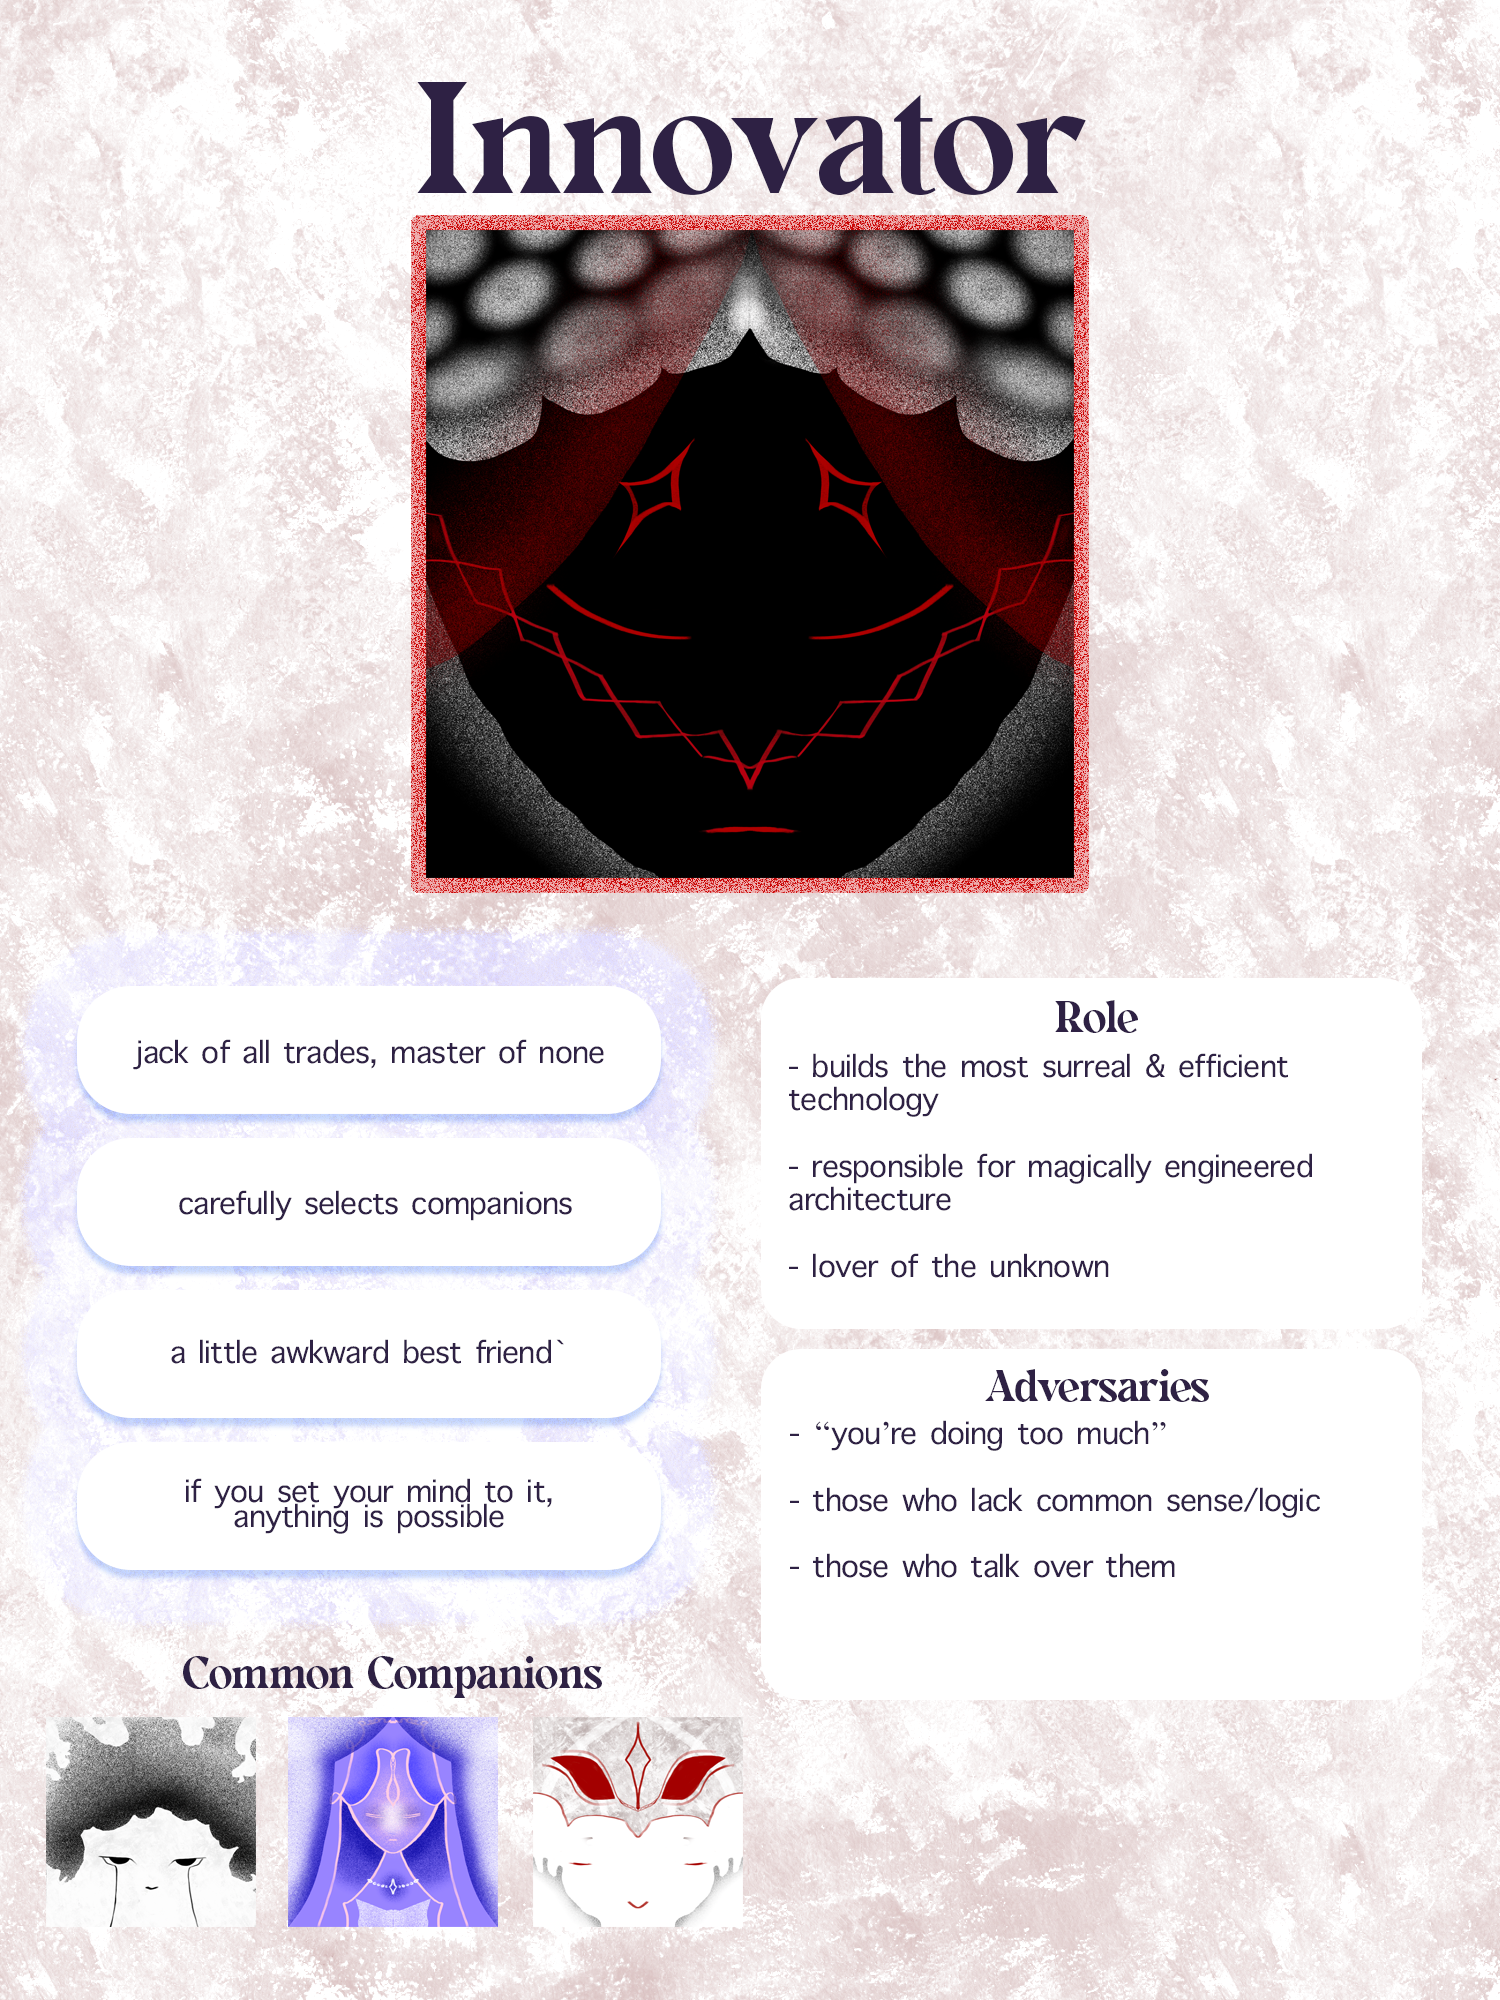 Innovator
jack of all trades, master of none
carefully selects companions
a little awkward best friend`
if you set your mind to it,
anything is possible
Role
- builds the most surreal & efficient
technology
- responsible for magically engineered
architecture
- lover of the unknown
Adversaries
- “you’re doing too much”
- those who lack common sense/logic
- those who talk over them
Common Companions